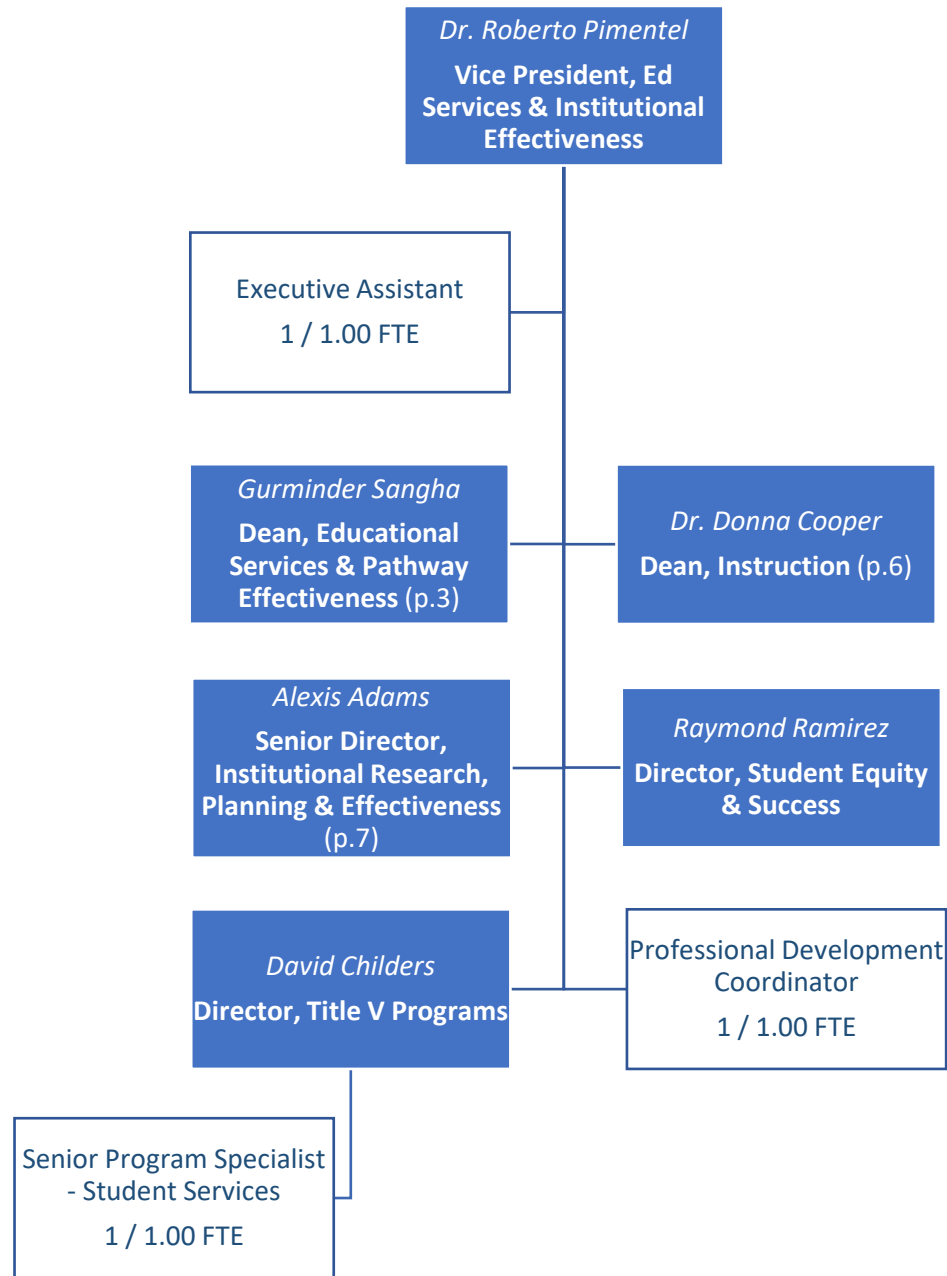 Dr. Roberto Pimentel
Vice President, Ed
Services & Institutional
Effectiveness
Executive Assistant
1 / 1.00 FTE
Gurminder Sangha
Dean, Educational
Services & Pathway
Effectiveness (p.3)
Dr. Donna Cooper
Dean, Instruction (p.6)
Alexis Adams
Senior Director,
Institutional Research,
Planning & Effectiveness
(p.7)
Raymond Ramirez
Director, Student Equity
& Success
David Childers
Director, Title V Programs
Professional Development
Coordinator
1 / 1.00 FTE
Senior Program Specialist
- Student Services
1 / 1.00 FTE